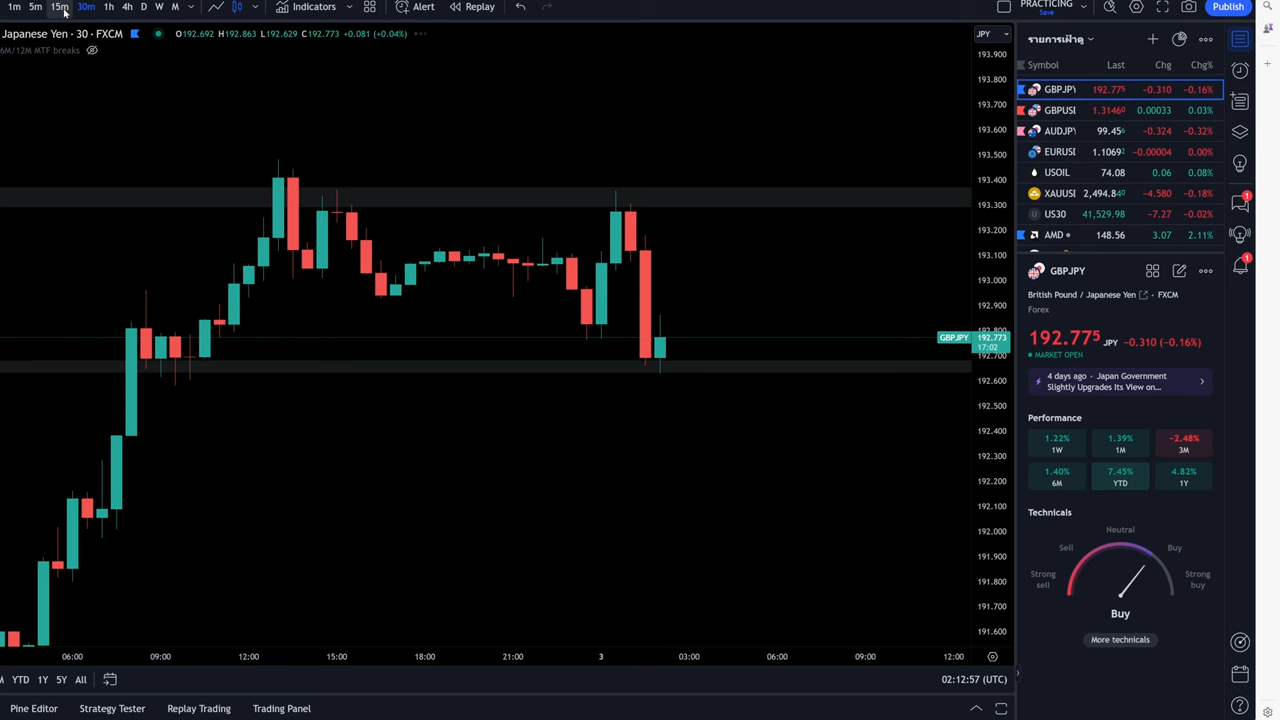 1m 5m 15m 30m 1h 4h D W M Indicators Alert Replay PRACTICING Save Publish
Japanese Yen · 30 · FXCM O192.692 H192.863 L192.629 C192.773 +0.081 (+0.04%) JPY
6M/12M MTF breaks
รายการเฝ้าดู
Symbol Last Chg Chg%
GBPJPY 192.775 -0.310 -0.16%
GBPUSD 1.31460 0.00033 0.03%
AUDJPY 99.456 -0.324 -0.32%
EURUSD 1.10692 -0.00004 0.00%
USOIL 74.08 0.06 0.08%
XAUUSD 2,494.840 -4.580 -0.18%
US30 41,529.98 -7.27 -0.02%
AMD 148.56 3.07 2.11%
193.900
193.800
193.700
193.600
193.500
193.400
193.300
193.200
193.100
193.000
192.900
192.800
GBPJPY 192.773
17:02
192.700
192.600
192.500
192.400
192.300
192.200
192.100
192.000
191.900
191.800
191.700
191.600
GBPJPY
British Pound / Japanese Yen · FXCM
Forex
192.775 JPY -0.310 (-0.16%)
MARKET OPEN
4 days ago · Japan Government
Slightly Upgrades Its View on...
Performance
1.22% 1.39% -2.48%
1W 1M 3M
1.40% 7.45% 4.82%
6M YTD 1Y
Technicals
Neutral
Sell Buy
Strong sell Strong buy
Buy
More technicals
06:00 09:00 12:00 15:00 18:00 21:00 3 03:00 06:00 09:00 12:00
M YTD 1Y 5Y All 02:12:57 (UTC)
Pine Editor Strategy Tester Replay Trading Trading Panel